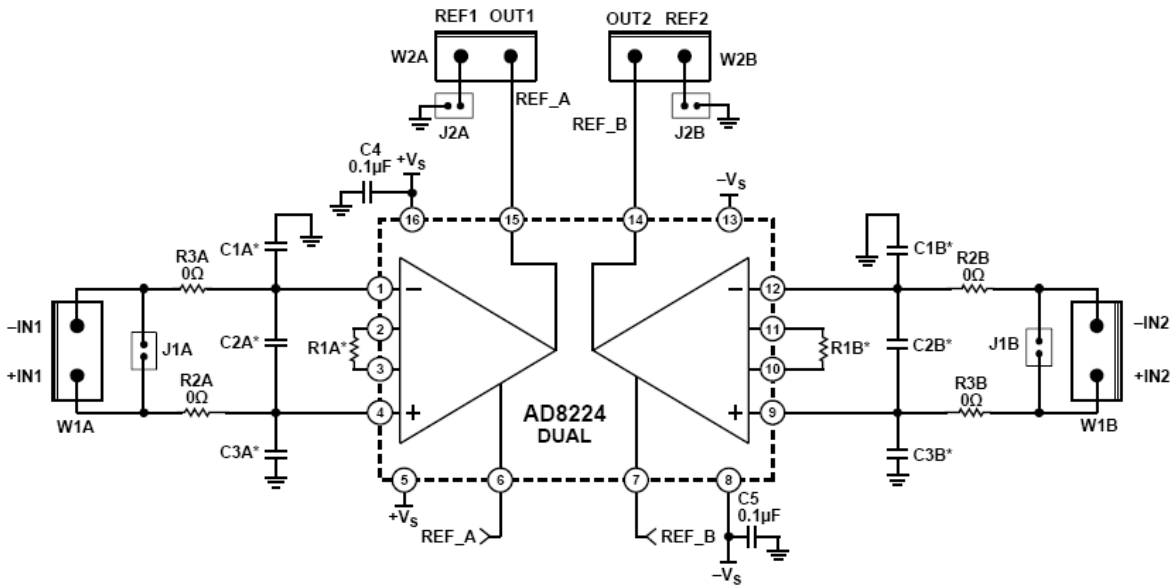 REF1 OUT1
OUT2 REF2
W2A
W2B
REF_A
REF_B
J2A
J2B
C4
0.1µF
+VS
–VS
16
15
14
13
C1A*
C1B*
R3A
0Ω
R2B
0Ω
1
–
–
12
–IN1
–IN2
2
11
J1A
C2A*
R1A*
R1B*
C2B*
J1B
3
10
+IN1
+IN2
R2A
0Ω
R3B
0Ω
4
+
AD8224
DUAL
+
9
W1A
W1B
C3A*
C3B*
5
6
7
8
+VS
C5
0.1µF
REF_A
REF_B
–VS